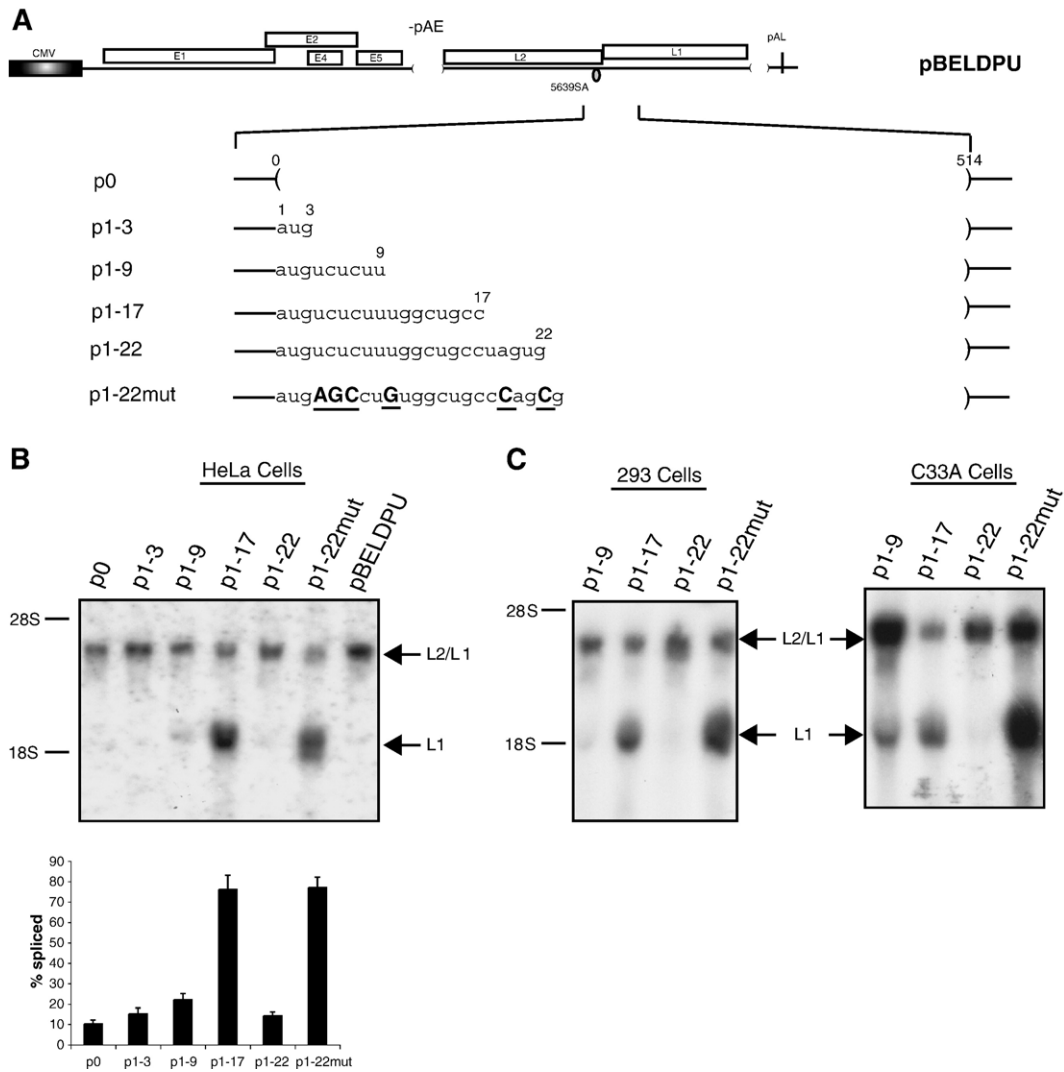 A
-pAE
CMV
E1
E2
E4
E5
L2
L1
pAL
5639SA
pBELDPU
0
514
p0
1 3
p1-3
aug
9
p1-9
augucucuu
17
p1-17
augucucuuuggcugcc
22
p1-22
augucucuuuggcugccuagug
p1-22mut
augAGCcuGuggcugccCagCg
B
HeLa Cells
p0
p1-3
p1-9
p1-17
p1-22
p1-22mut
pBELDPU
28S
L2/L1
18S
L1
C
293 Cells
C33A Cells
p1-9
p1-17
p1-22
p1-22mut
p1-9
p1-17
p1-22
p1-22mut
28S
L2/L1
18S
L1
% spliced
90
80
70
60
50
40
30
20
10
0
p0 p1-3 p1-9 p1-17 p1-22 p1-22mut